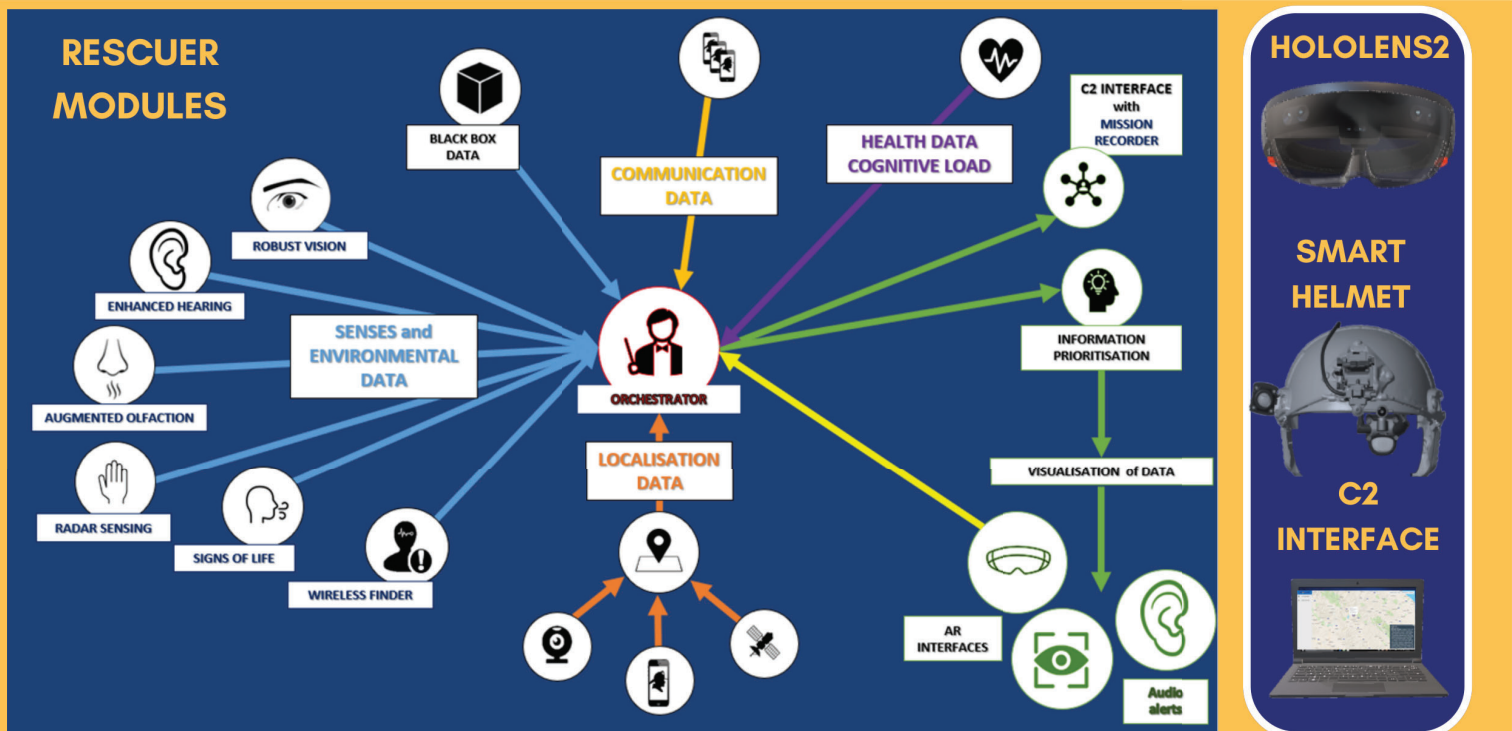 RESCUER
MODULES
BLACK BOX
DATA
COMMUNICATION
DATA
HEALTH DATA
COGNITIVE LOAD
C2 INTERFACE
with
MISSION
RECORDER
ROBUST VISION
ENHANCED HEARING
SENSES and
ENVIRONMENTAL
DATA
AUGMENTED OLFACTION
RADAR SENSING
SIGNS OF LIFE
WIRELESS FINDER
ORCHESTRATOR
LOCALISATION
DATA
INFORMATION
PRIORITISATION
VISUALISATION of DATA
AR
INTERFACES
Audio
alerts
HOLOLENS2
SMART
HELMET
C2
INTERFACE